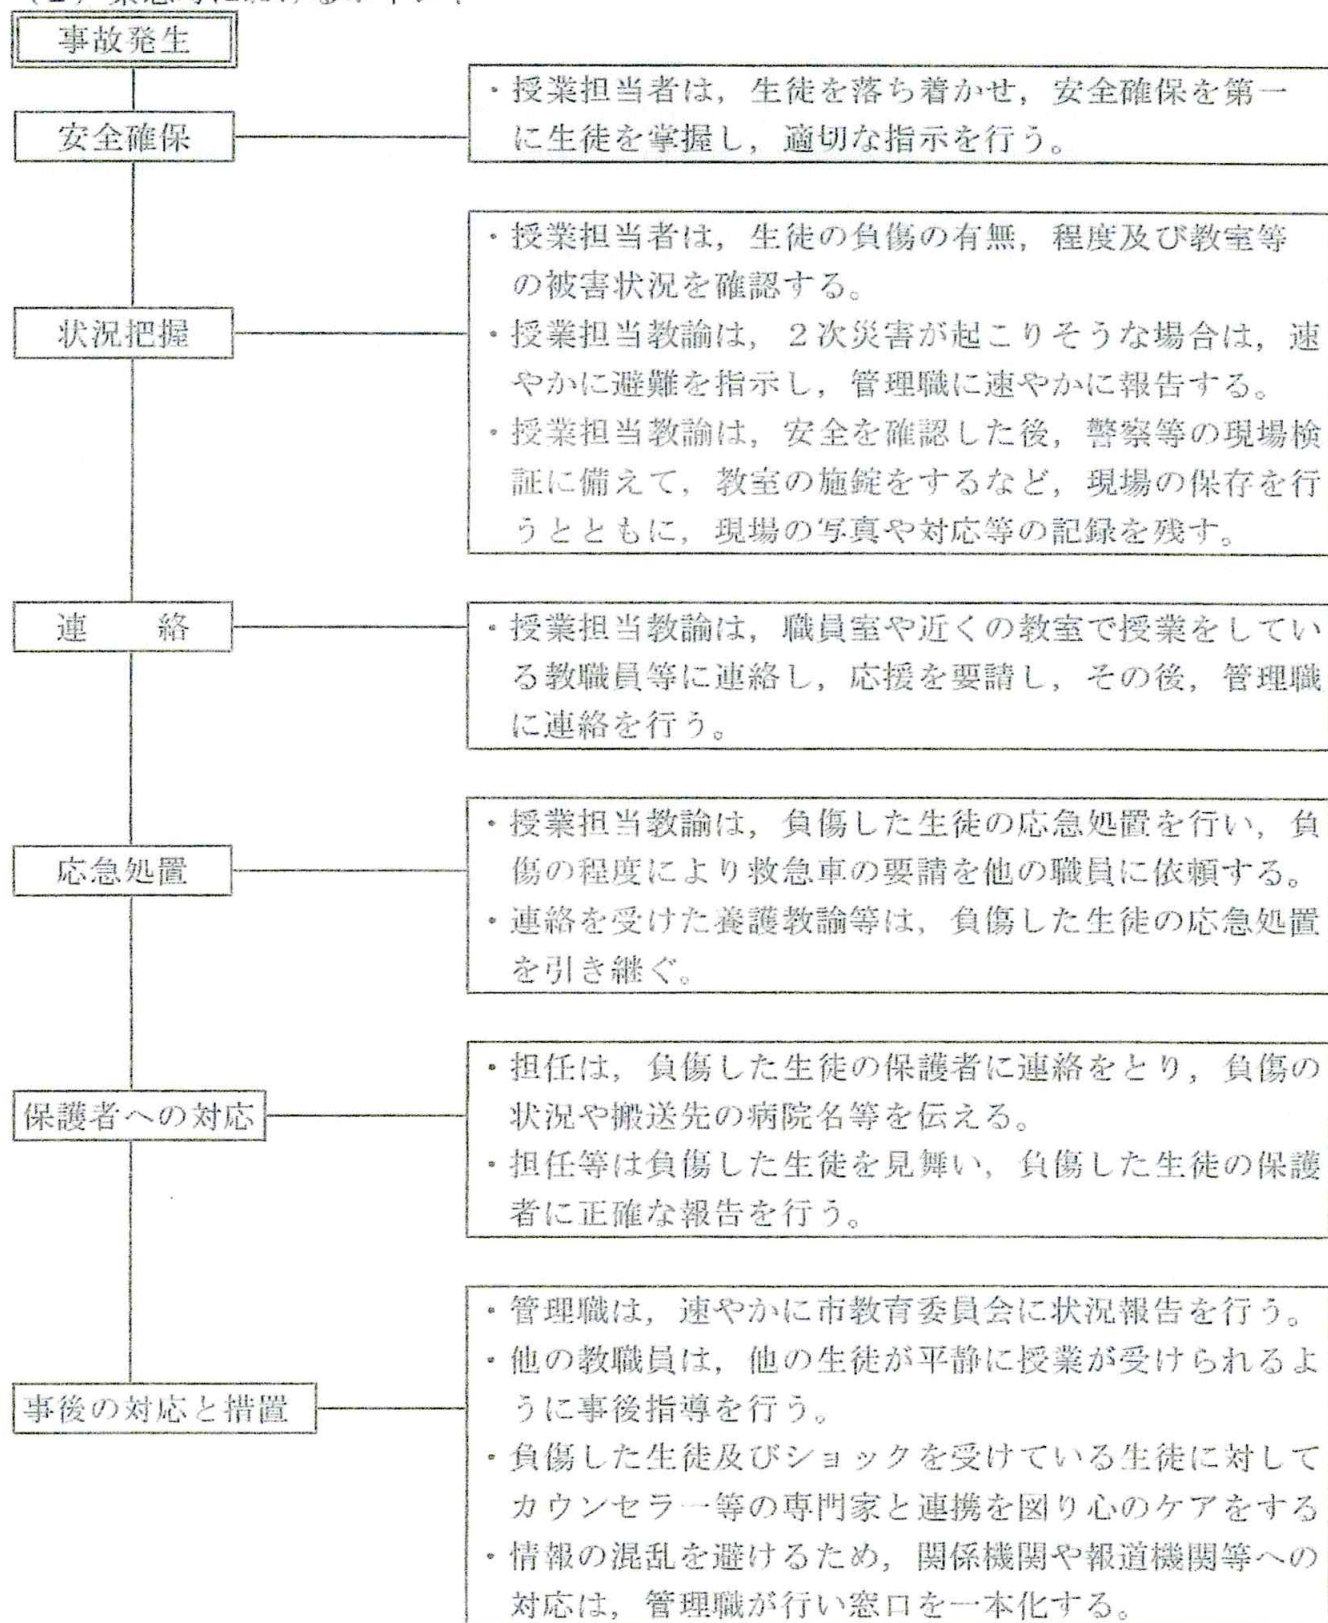 事故発生
安全確保
・授業担当者は，生徒を落ち着かせ，安全確保を第一
に生徒を掌握し，適切な指示を行う。
状況把握
・授業担当者は，生徒の負傷の有無，程度及び教室等
の被害状況を確認する。
・授業担当教諭は，２次災害が起こりそうな場合は，速
やかに避難を指示し，管理職に速やかに報告する。
・授業担当教諭は，安全を確認した後，警察等の現場検
証に備えて，教室の施錠をするなど，現場の保存を行
うとともに，現場の写真や対応等の記録を残す。
連　　絡
・授業担当教諭は，職員室や近くの教室で授業をしてい
る教職員等に連絡し，応援を要請し，その後，管理職
に連絡を行う。
応急処置
・授業担当教諭は，負傷した生徒の応急処置を行い，負
傷の程度により救急車の要請を他の職員に依頼する。
・連絡を受けた養護教諭等は，負傷した生徒の応急処置
を引き継ぐ。
保護者への対応
・担任は，負傷した生徒の保護者に連絡をとり，負傷の
状況や搬送先の病院名等を伝える。
・担任等は負傷した生徒を見舞い，負傷した生徒の保護
者に正確な報告を行う。
事後の対応と措置
・管理職は，速やかに市教育委員会に状況報告を行う。
・他の教職員は，他の生徒が平静に授業が受けられるよ
うに事後指導を行う。
・負傷した生徒及びショックを受けている生徒に対して
カウンセラー等の専門家と連携を図り心のケアをする
・情報の混乱を避けるため，関係機関や報道機関等への
対応は，管理職が行い窓口を一本化する。